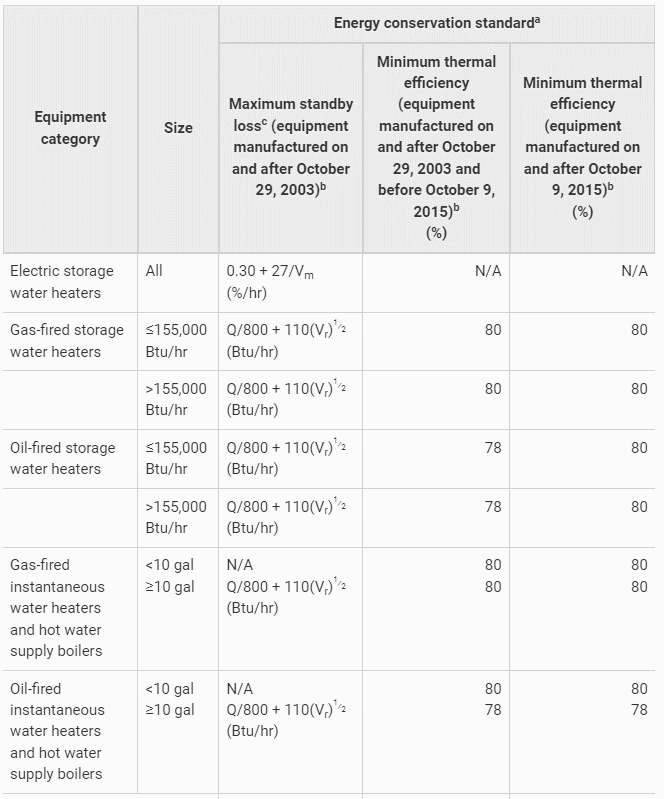 Energy conservation standardᵃ
Equipment
category
Size
Maximum standby
lossᶜ (equipment
manufactured on
and after October
29, 2003)ᵇ
Minimum thermal
efficiency
(equipment
manufactured on
and after October
29, 2003 and
before October 9,
2015)ᵇ
(%)
Minimum thermal
efficiency
(equipment
manufactured on
and after October
9, 2015)ᵇ
(%)
Electric storage
water heaters
All
0.30 + 27/Vₘ
(%/hr)
N/A
N/A
Gas-fired storage
water heaters
≤155,000
Btu/hr
Q/800 + 110(Vᵣ)¹⁄²
(Btu/hr)
80
80
>155,000
Btu/hr
Q/800 + 110(Vᵣ)¹⁄²
(Btu/hr)
80
80
Oil-fired storage
water heaters
≤155,000
Btu/hr
Q/800 + 110(Vᵣ)¹⁄²
(Btu/hr)
78
80
>155,000
Btu/hr
Q/800 + 110(Vᵣ)¹⁄²
(Btu/hr)
78
80
Gas-fired
instantaneous
water heaters
and hot water
supply boilers
<10 gal
≥10 gal
N/A
Q/800 + 110(Vᵣ)¹⁄²
(Btu/hr)
80
80
80
80
Oil-fired
instantaneous
water heaters
and hot water
supply boilers
<10 gal
≥10 gal
N/A
Q/800 + 110(Vᵣ)¹⁄²
(Btu/hr)
80
78
80
78